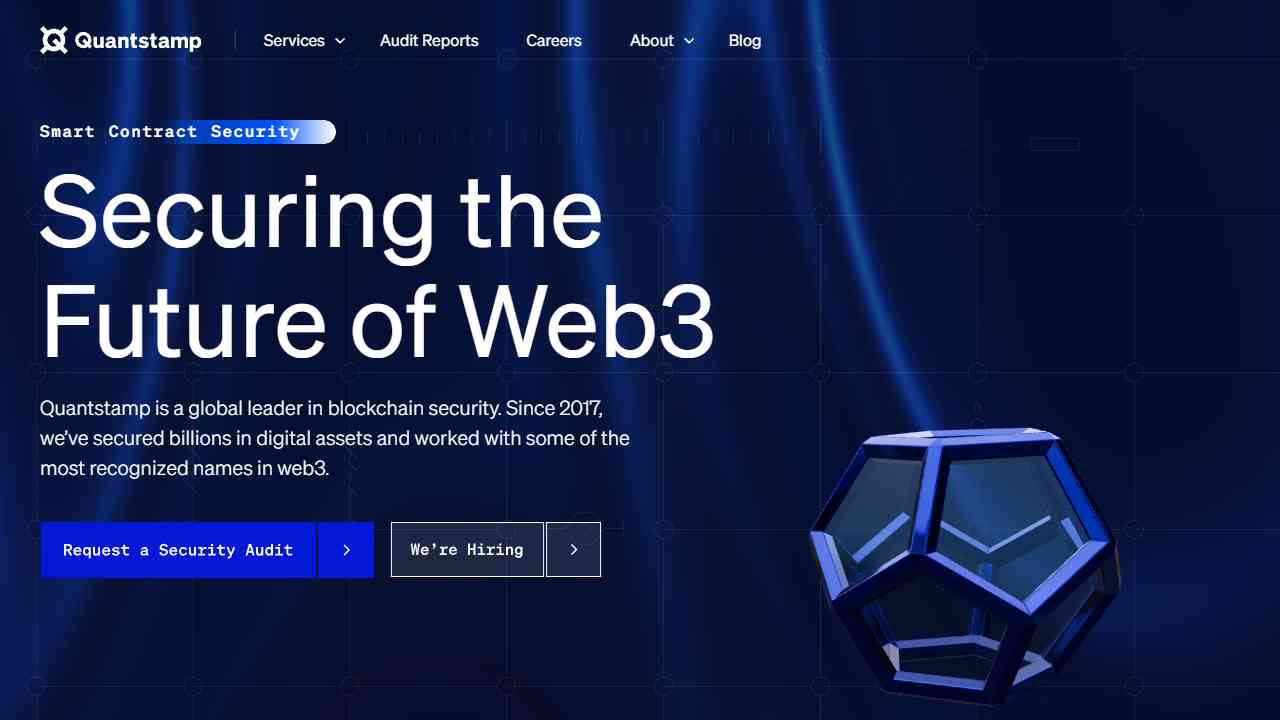 Quantstamp
Services
Audit Reports
Careers
About
Blog
Smart Contract Security
Securing the
Future of Web3
Quantstamp is a global leader in blockchain security. Since 2017,
we’ve secured billions in digital assets and worked with some of the
most recognized names in web3.
Request a Security Audit
We’re Hiring